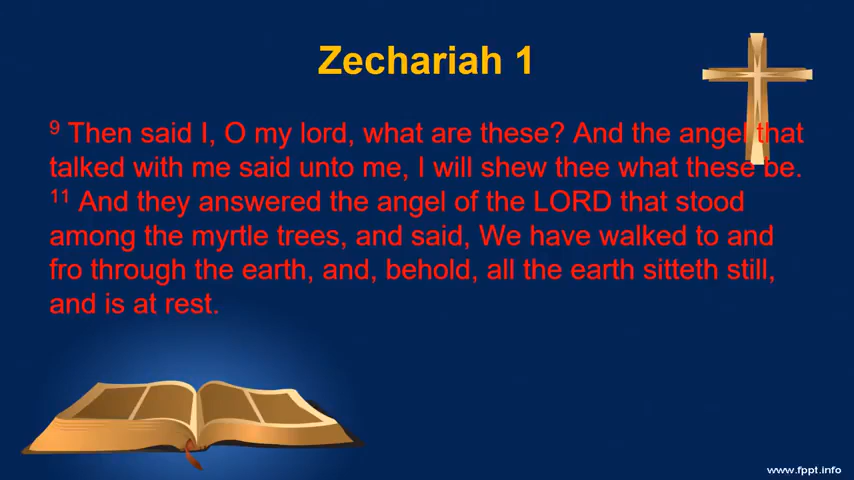 Zechariah 1
9 Then said I, O my lord, what are these? And the angel that
talked with me said unto me, I will shew thee what these be.
11 And they answered the angel of the LORD that stood
among the myrtle trees, and said, We have walked to and
fro through the earth, and, behold, all the earth sitteth still,
and is at rest.
www.fppt.info